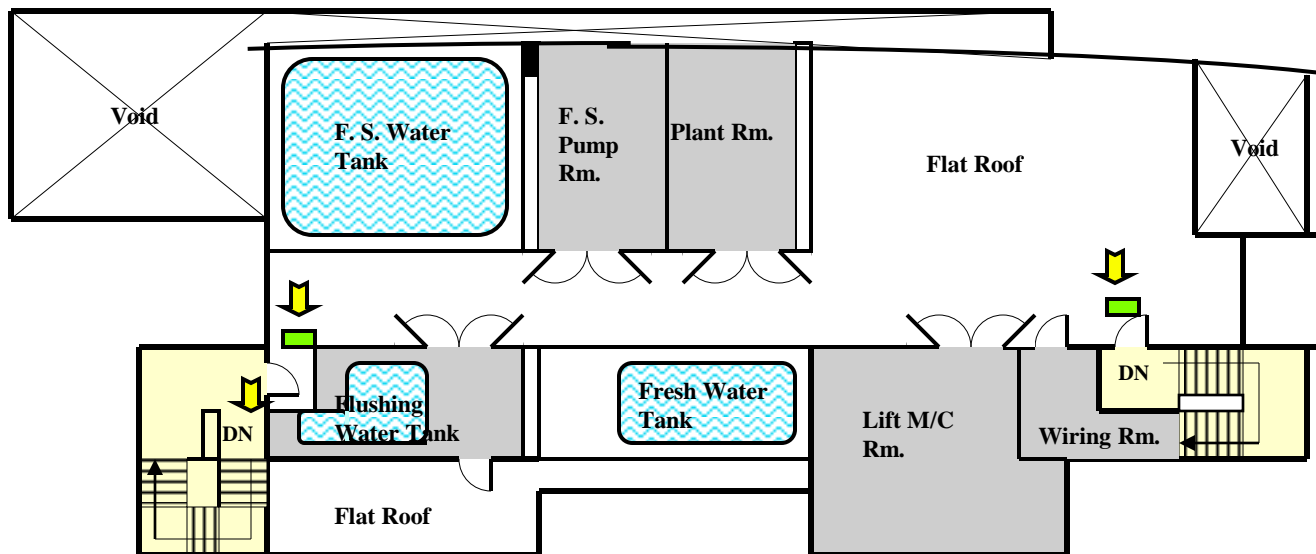 Void
F. S. Water
Tank
F. S.
Pump
Rm.
Plant Rm.
Flat Roof
Void
Flushing
Water Tank
DN
Fresh Water
Tank
Lift M/C
Rm.
Wiring Rm.
DN
Flat Roof